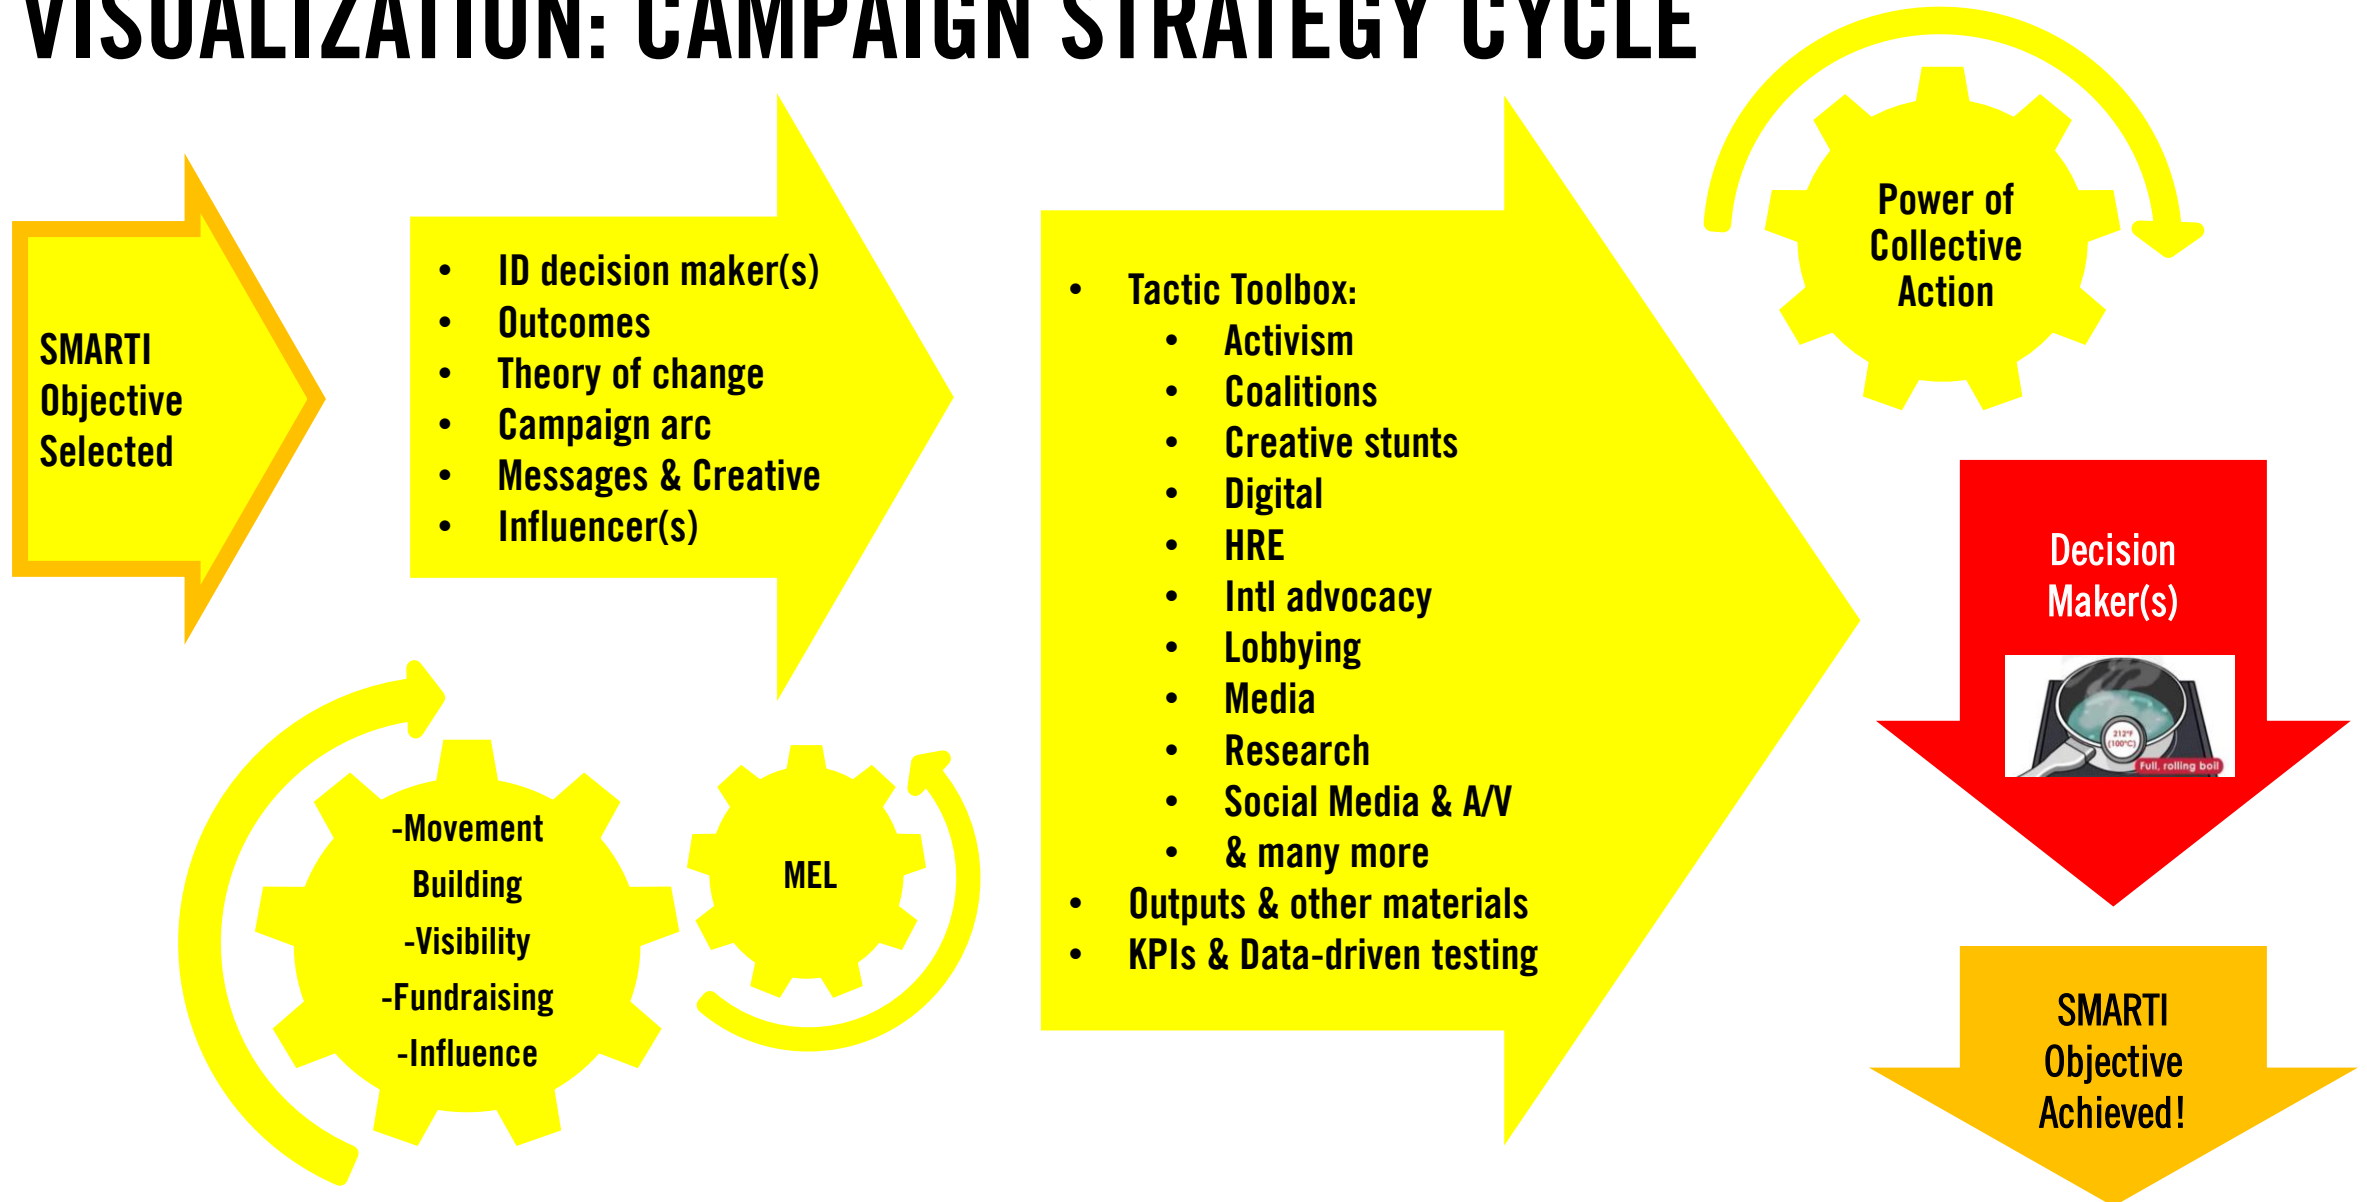 VISUALIZATION: CAMPAIGN STRATEGY CYCLE
SMARTI
Objective
Selected
• ID decision maker(s)
• Outcomes
• Theory of change
• Campaign arc
• Messages & Creative
• Influencer(s)
-Movement
Building
-Visibility
-Fundraising
-Influence
MEL
• Tactic Toolbox:
• Activism
• Coalitions
• Creative stunts
• Digital
• HRE
• Intl advocacy
• Lobbying
• Media
• Research
• Social Media & A/V
• & many more
• Outputs & other materials
• KPIs & Data-driven testing
Power of
Collective
Action
Decision
Maker(s)
212°F
(100°C)
Full, rolling boil
SMARTI
Objective
Achieved!